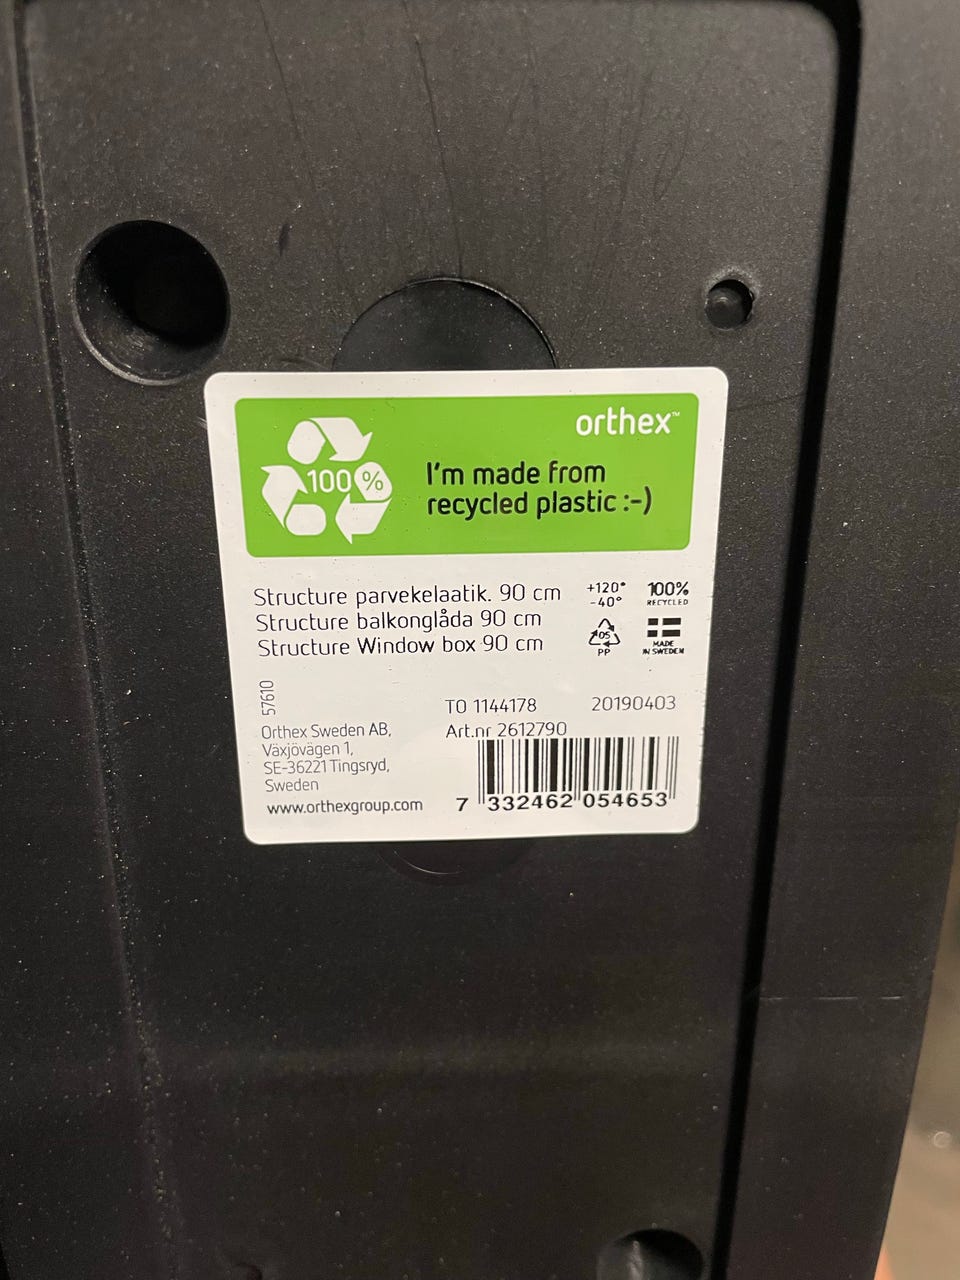 orthex™
100%
I'm made from
recycled plastic :-)
Structure parvekelaatik. 90 cm
Structure balkonglåda 90 cm
Structure Window box 90 cm
+120°
-40°
100%
RECYCLED
05
PP
MADE
IN SWEDEN
57610
TO 1144178 20190403
Art.nr 2612790
Orthex Sweden AB,
Växjövägen 1,
SE-36221 Tingsryd,
Sweden
www.orthexgroup.com
7 332462 054653